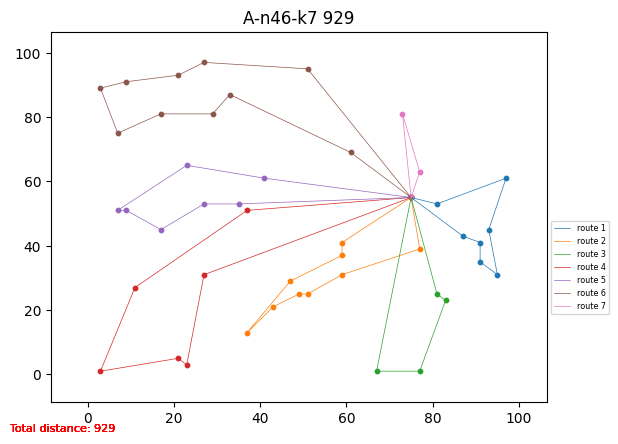 A-n46-k7 929
100
80
60
40
20
0
0 20 40 60 80 100
route 1
route 2
route 3
route 4
route 5
route 6
route 7
Total distance: 929